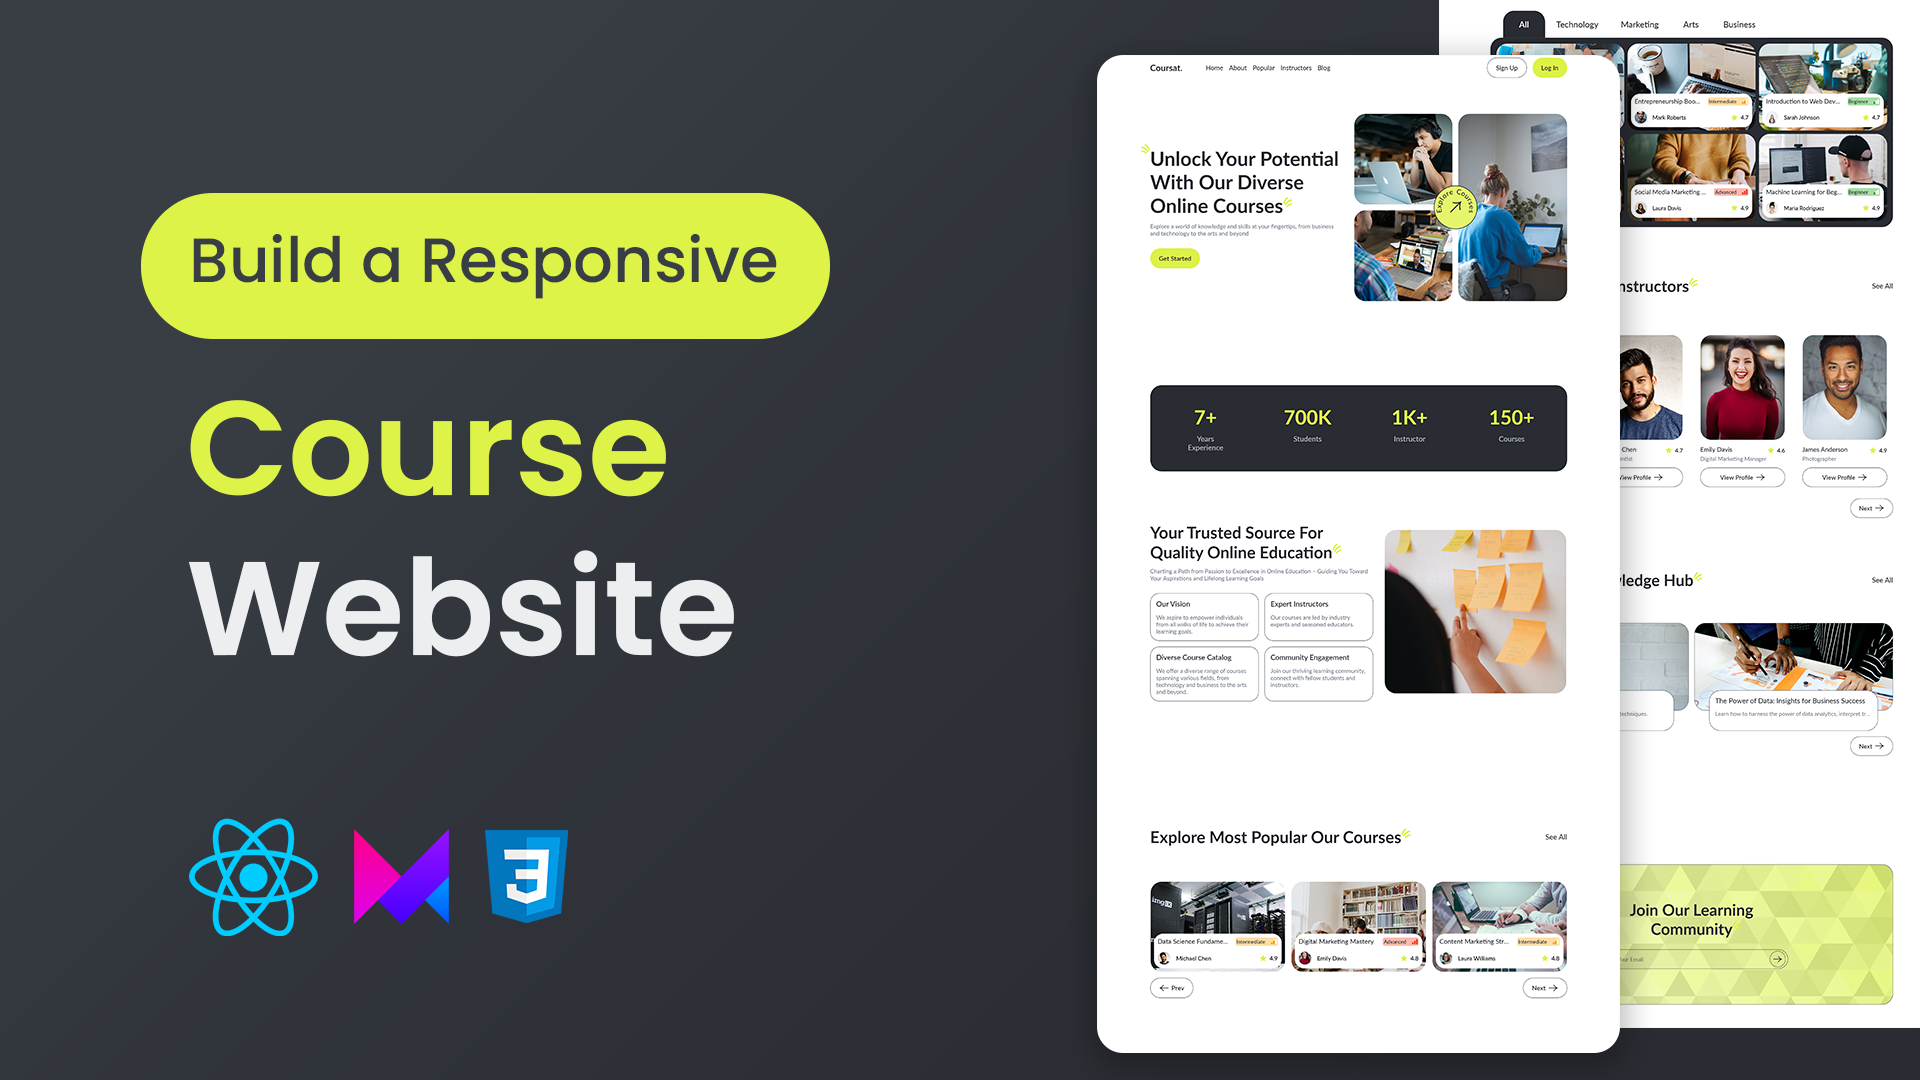 Build a Responsive
Course
Website
Coursat.
Home About Popular Instructors Blog
Sign Up
Log In
Unlock Your Potential
With Our Diverse
Online Courses
Explore a world of knowledge and skills at your fingertips, from business
and technology to the arts and beyond
Get Started
Explore Courses
7+
Years
Experience
700K
Students
1K+
Instructor
150+
Courses
Your Trusted Source For
Quality Online Education
Charting a Path from Passion to Excellence in Online Education – Guiding You Toward
Your Aspirations and Lifelong Learning Goals
Our Vision
We aspire to empower individuals
from all walks of life to achieve their
learning goals.
Expert Instructors
Our courses are led by industry
experts and seasoned educators.
Diverse Course Catalog
We offer a diverse range of courses
spanning various fields, from
technology and business to the arts
and beyond.
Community Engagement
Join our thriving learning community,
connect with fellow students and
instructors.
Explore Most Popular Our Courses
See All
Data Science Fundame...
Intermediate
Michael Chen
4.9
Digital Marketing Mastery
Advanced
Emily Davis
4.8
Content Marketing Str...
Intermediate
Laura Williams
4.8
Prev
Next
All Technology Marketing Arts Business
Entrepreneurship Boo...
Intermediate
Mark Roberts
4.7
Introduction to Web Dev...
Beginner
Sarah Johnson
4.7
Social Media Marketing ...
Advanced
Laura Davis
4.9
Machine Learning for Beg...
Beginner
Maria Rodriguez
4.9
nstructors
See All
Chen
4.7
entist
View Profile
Emily Davis
4.6
Digital Marketing Manager
View Profile
James Anderson
4.9
Photographer
View Profile
Next
ledge Hub
See All
echniques.
The Power of Data: Insights for Business Success
Learn how to harness the power of data analytics, interpret tr...
Next
Join Our Learning
Community
Email